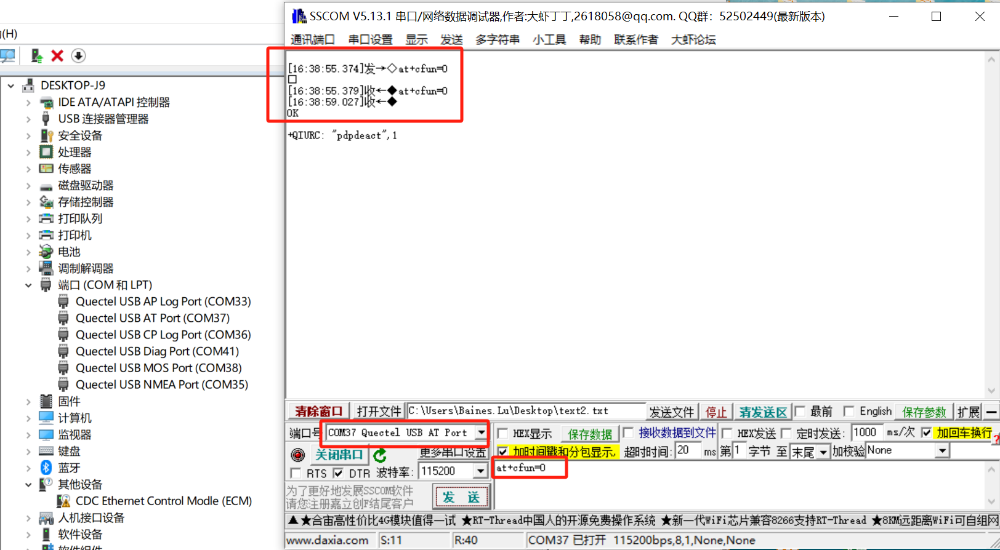 SSCOM V5.13.1 串口/网络数据调试器,作者:大虾丁丁,2618058@qq.com. QQ群: 52502449(最新版本)
(H)
通讯端口 串口设置 显示 发送 多字符串 小工具 帮助 联系作者 大虾论坛
[16:38:55.374]发→◇at+cfun=0
□
[16:38:55.379]收←◆at+cfun=0
[16:38:59.027]收←◆
OK
+QIURC: "pdpdeact",1
DESKTOP-J9
IDE ATA/ATAPI 控制器
USB 连接器管理器
安全设备
处理器
传感器
磁盘驱动器
存储控制器
打印队列
打印机
电池
调制解调器
端口 (COM 和 LPT)
Quectel USB AP Log Port (COM33)
Quectel USB AT Port (COM37)
Quectel USB CP Log Port (COM36)
Quectel USB Diag Port (COM41)
Quectel USB MOS Port (COM38)
Quectel USB NMEA Port (COM35)
固件
计算机
监视器
键盘
蓝牙
其他设备
CDC Ethernet Control Modle (ECM)
人机接口设备
软件设备
软件组件
清除窗口 打开文件 C:\Users\Baines.Lu\Desktop\text2.txt 发送文件 停止 清发送区 最前 English 保存参数 扩展 —
端口号 COM37 Quectel USB AT Port HEX显示 保存数据 接收数据到文件 HEX发送 定时发送: 1000 ms/次 加回车换行
关闭串口 更多串口设置 加时间戳和分包显示, 超时时间: 20 ms 第 1 字节 至 末尾 加校验 None
RTS DTR 波特率: 115200 at+cfun=0
为了更好地发展SSCOM软件
请您注册嘉立创F结尾客户
发 送
▲★合宙高性价比4G模块值得一试 ★RT-Thread中国人的开源免费操作系统 ★新一代WiFi芯片兼容8266支持RT-Thread ★8KM远距离WiFi可自组网
www.daxia.com S:11 R:40 COM37 已打开 115200bps,8,1,None,None